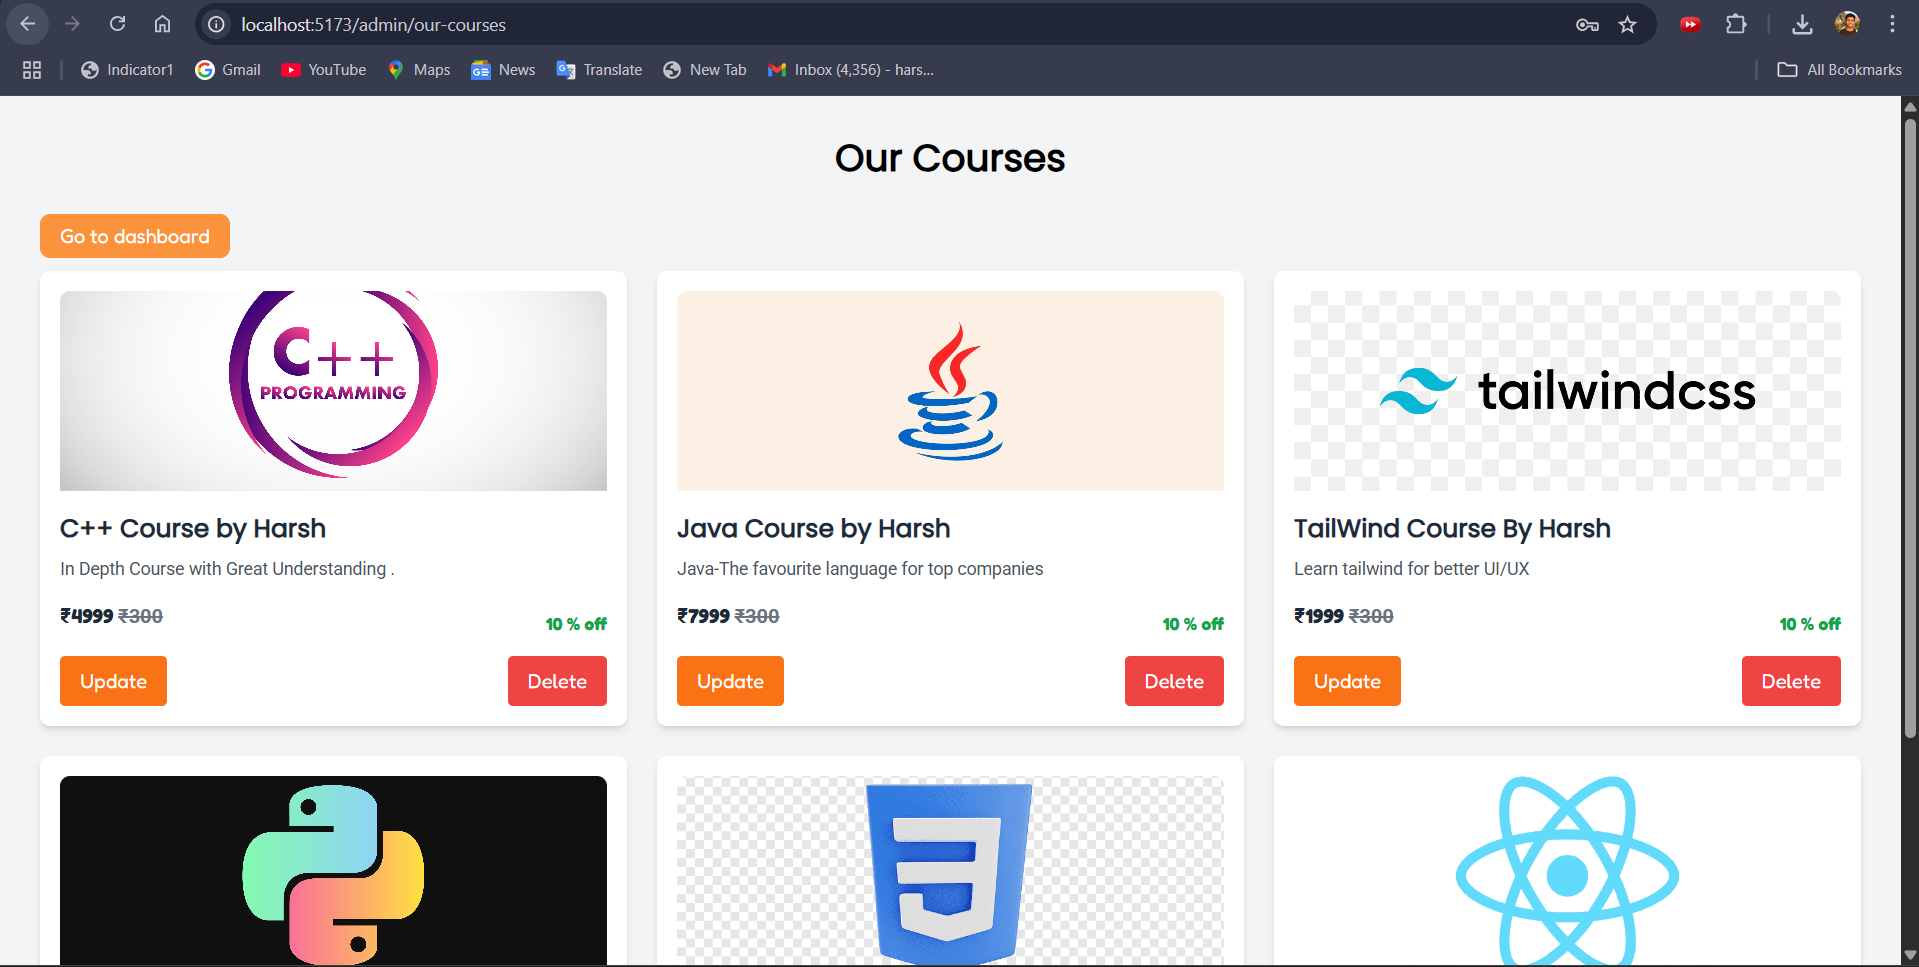 localhost:5173/admin/our-courses
Indicator1 Gmail YouTube Maps News Translate New Tab Inbox (4,356) - hars... All Bookmarks
Our Courses
Go to dashboard
C++
PROGRAMMING
C++ Course by Harsh
In Depth Course with Great Understanding .
₹4999 ₹300
10 % off
Update Delete
Java Course by Harsh
Java-The favourite language for top companies
₹7999 ₹300
10 % off
Update Delete
tailwindcss
TailWind Course By Harsh
Learn tailwind for better UI/UX
₹1999 ₹300
10 % off
Update Delete